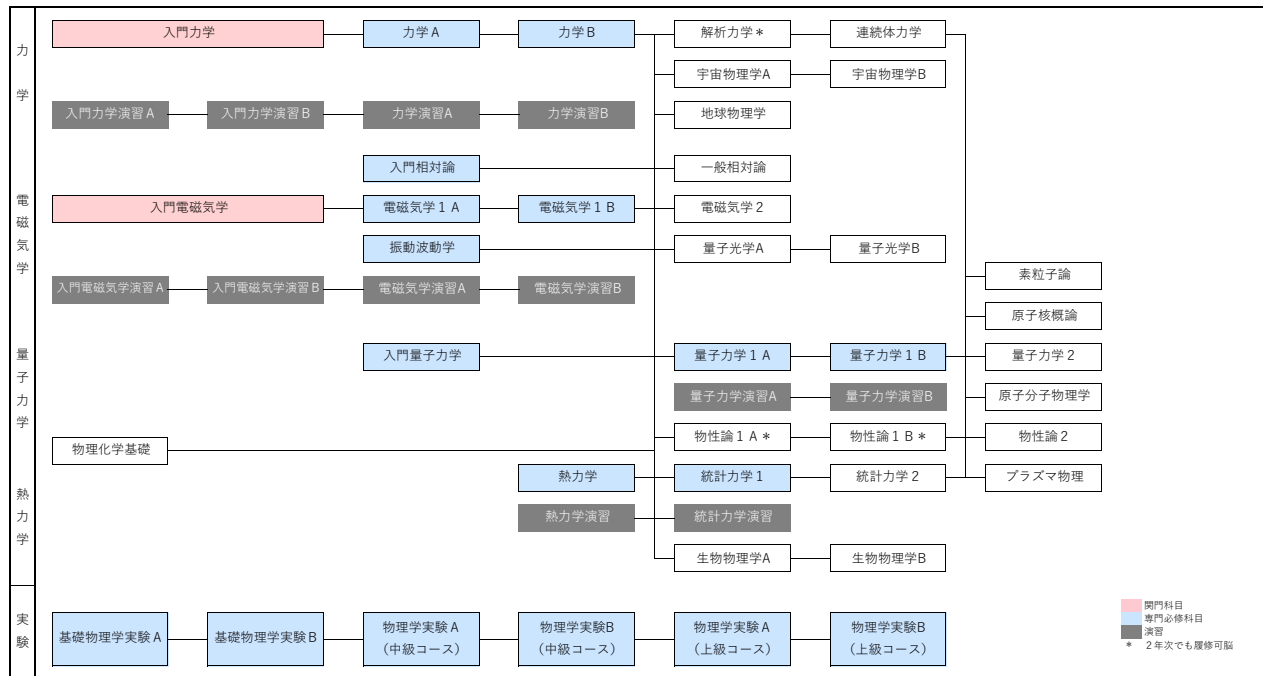 力学
入門力学 力学A 力学B 解析力学＊ 連続体力学
宇宙物理学A 宇宙物理学B
入門力学演習A 入門力学演習B 力学演習A 力学演習B 地球物理学
入門相対論 一般相対論
電磁気学
入門電磁気学 電磁気学1A 電磁気学1B 電磁気学2
振動波動学 量子光学A 量子光学B
素粒子論
入門電磁気学演習A 入門電磁気学演習B 電磁気学演習A 電磁気学演習B
原子核概論
量子力学
入門量子力学 量子力学1A 量子力学1B 量子力学2
量子力学演習A 量子力学演習B 原子分子物理学
物性論1A＊ 物性論1B＊ 物性論2
物理化学基礎
熱力学
熱力学 統計力学1 統計力学2 プラズマ物理
熱力学演習 統計力学演習
生物物理学A 生物物理学B
実験
基礎物理学実験A 基礎物理学実験B 物理学実験A
（中級コース） 物理学実験B
（中級コース） 物理学実験A
（上級コース） 物理学実験B
（上級コース）
関門科目
専門必修科目
演習
＊ 2年次でも履修可脳